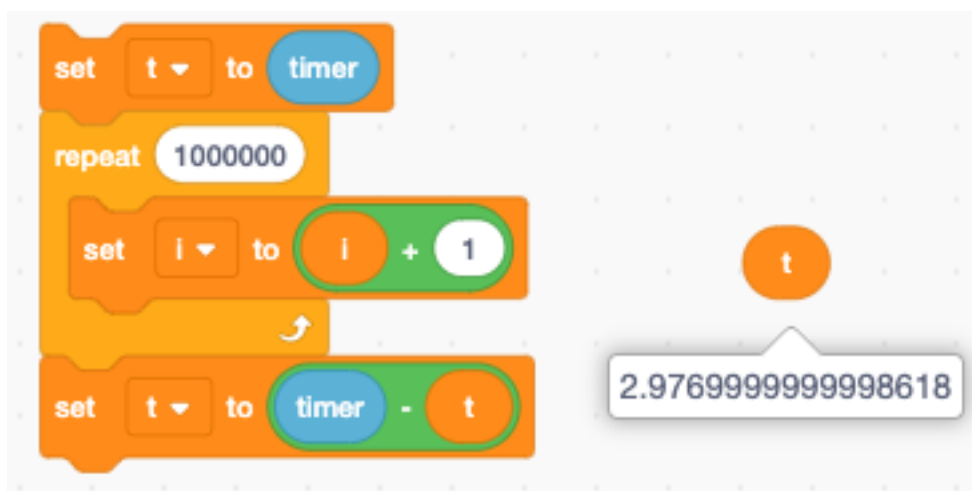 set t to timer
repeat 1000000
set i to i + 1
t
2.9769999999998618
set t to timer - t